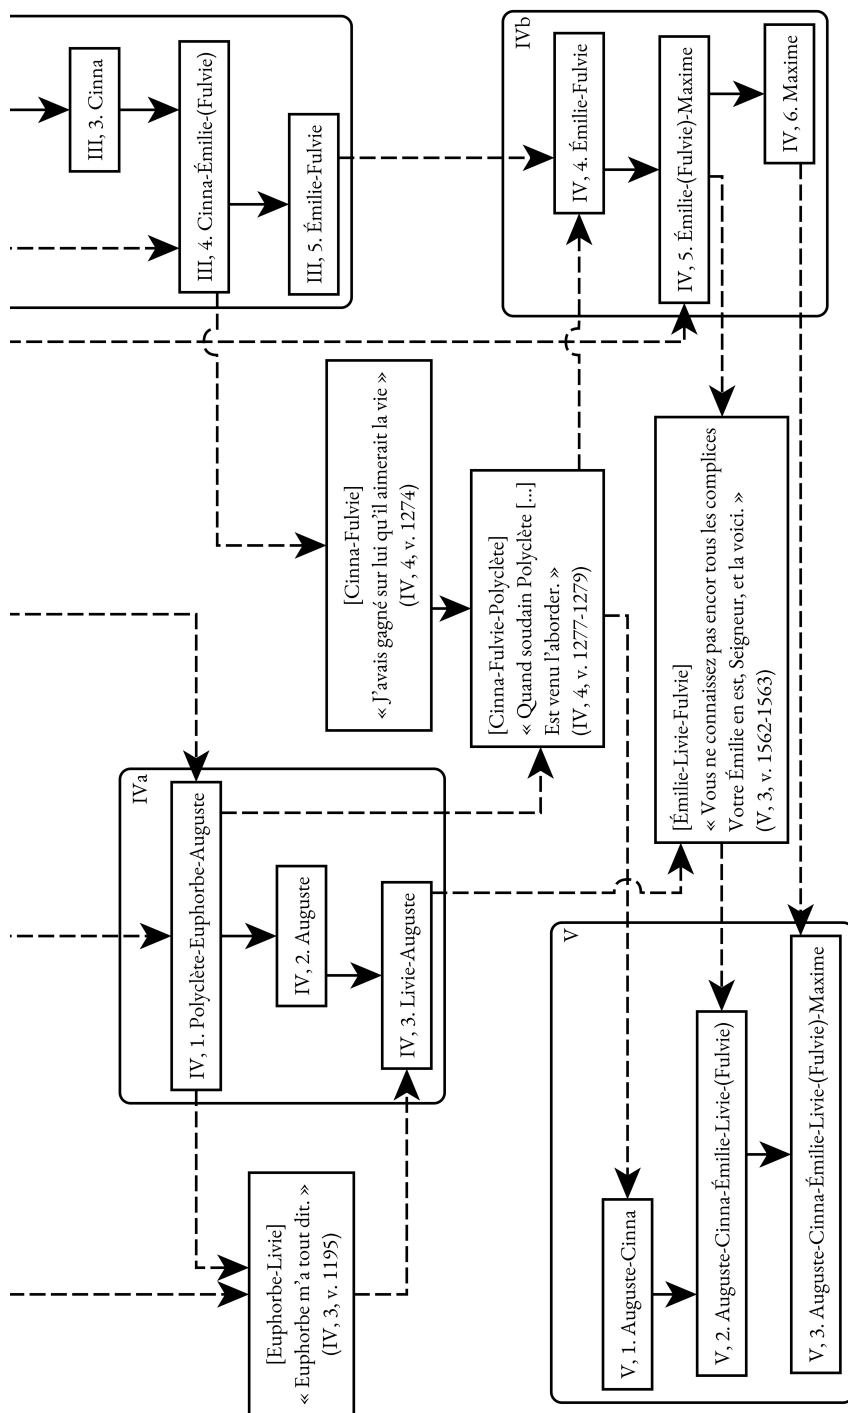 III, 3. Cinna
III, 4. Cinna-Émilie-(Fulvie)
III, 5. Émilie-Fulvie
IVb
IV, 4. Émilie-Fulvie
IV, 5. Émilie-(Fulvie)-Maxime
IV, 6. Maxime
[Cinna-Fulvie]
« J’avais gagné sur lui qu’il aimerait la vie »
(IV, 4, v. 1274)
[Cinna-Fulvie-Polyclète]
« Quand soudain Polyclète [...]
Est venu l’aborder. »
(IV, 4, v. 1277-1279)
[Émilie-Livie-Fulvie]
« Vous ne connaissez pas encor tous les complices
Votre Émilie en est, Seigneur, et la voici. »
(V, 3, v. 1562-1563)
IVa
IV, 1. Polyclète-Euphorbe-Auguste
IV, 2. Auguste
IV, 3. Livie-Auguste
[Euphorbe-Livie]
« Euphorbe m’a tout dit. »
(IV, 3, v. 1195)
V
V, 1. Auguste-Cinna
V, 2. Auguste-Cinna-Émilie-Livie-(Fulvie)
V, 3. Auguste-Cinna-Émilie-Livie-(Fulvie)-Maxime